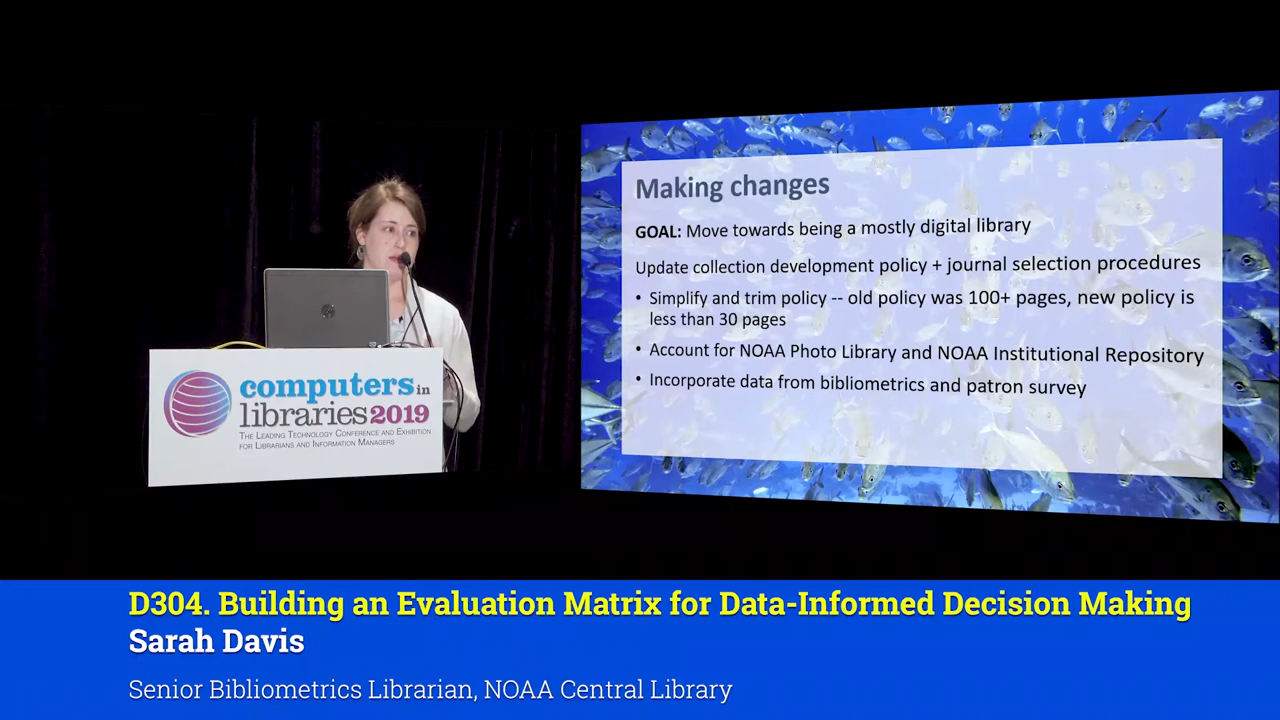 Making changes
GOAL: Move towards being a mostly digital library
Update collection development policy + journal selection procedures
• Simplify and trim policy -- old policy was 100+ pages, new policy is
less than 30 pages
• Account for NOAA Photo Library and NOAA Institutional Repository
• Incorporate data from bibliometrics and patron survey
computers in
libraries 2019
The Leading Technology Conference and Exhibition
for Librarians and Information Managers
D304. Building an Evaluation Matrix for Data-Informed Decision Making
Sarah Davis
Senior Bibliometrics Librarian, NOAA Central Library